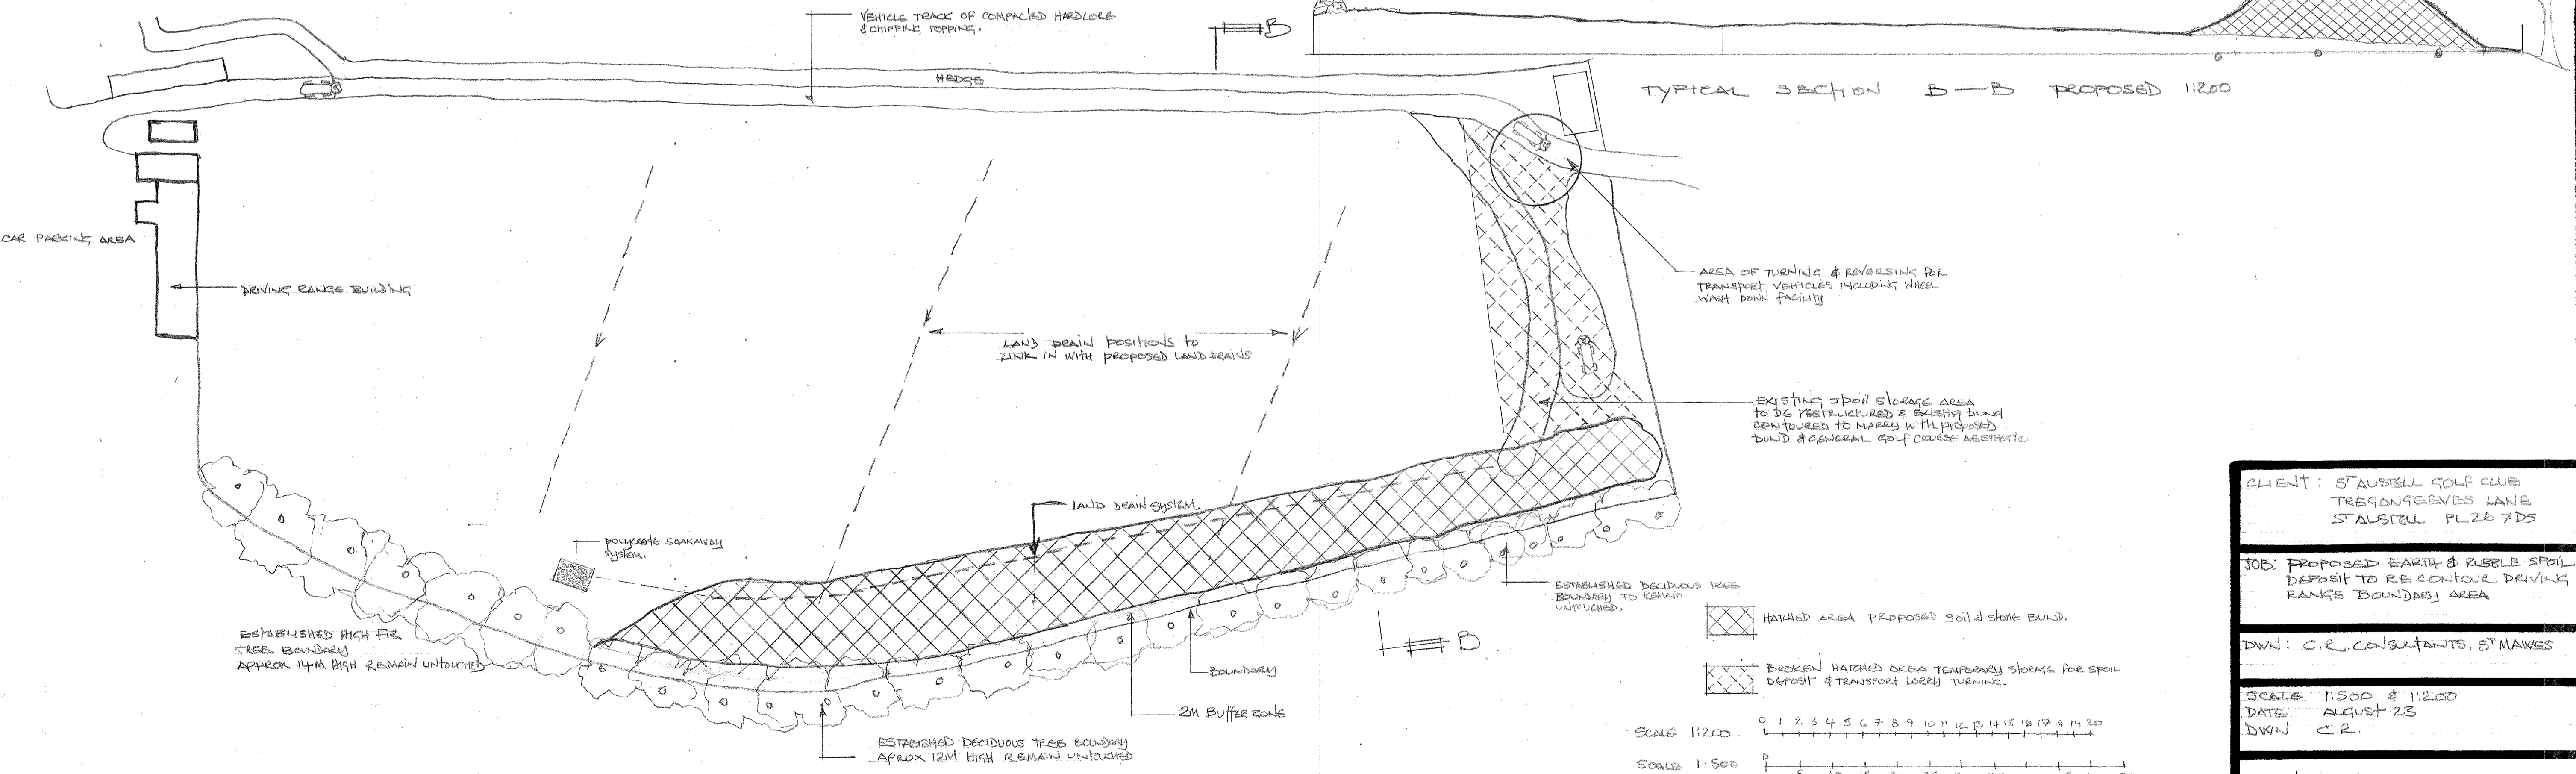 VEHICLE TRACK OF COMPACTED HARDCORE
& CHIPPING TOPPING.
B
HEDGE
TYPICAL SECTION B—B PROPOSED 1:200
CAR PARKING AREA
DRIVING RANGE BUILDING
LAND DRAIN POSITIONS to
LINK IN WITH PROPOSED LAND DRAINS
AREA OF TURNING & REVERSING FOR
TRANSPORT VEHICLES INCLUDING WHEEL
WASH DOWN FACILITY
EXISTING SPOIL STORAGE AREA
to BE RESTRUCTURED & EXISTING BUND
CONTOURED TO MARRY WITH PROPOSED
BUND & GENERAL GOLF COURSE AESTHETIC
LAND DRAIN SYSTEM.
POLYCRATE SOAKAWAY
SYSTEM.
ESTABLISHED HIGH FIR
TREE BOUNDARY
APPROX 14M HIGH REMAIN UNTOUCHED
ESTABLISHED DECIDUOUS TREE
BOUNDARY TO REMAIN
UNTOUCHED.
BOUNDARY
2M BUFFER ZONE
ESTABLISHED DECIDUOUS TREE BOUNDARY
APROX 12M HIGH REMAIN UNTOUCHED
B
HATCHED AREA PROPOSED SOIL & STONE BUND.
BROKEN HATCHED AREA TEMPORARY STORAGE FOR SPOIL
DEPOSIT & TRANSPORT LORRY TURNING.
SCALE 1:200
0 1 2 3 4 5 6 7 8 9 10 11 12 13 14 15 16 17 18 19 20
SCALE 1:500
0
CLIENT: ST AUSTELL GOLF CLUB
TREGONGEEVES LANE
ST AUSTELL PL26 7DS
JOB: PROPOSED EARTH & RUBBLE SPOIL
DEPOSIT TO RE CONTOUR DRIVING
RANGE BOUNDARY AREA
DWN: C.R. CONSULTANTS. ST MAWES
SCALE 1:500 & 1:200
DATE AUGUST 23
DWN C.R.